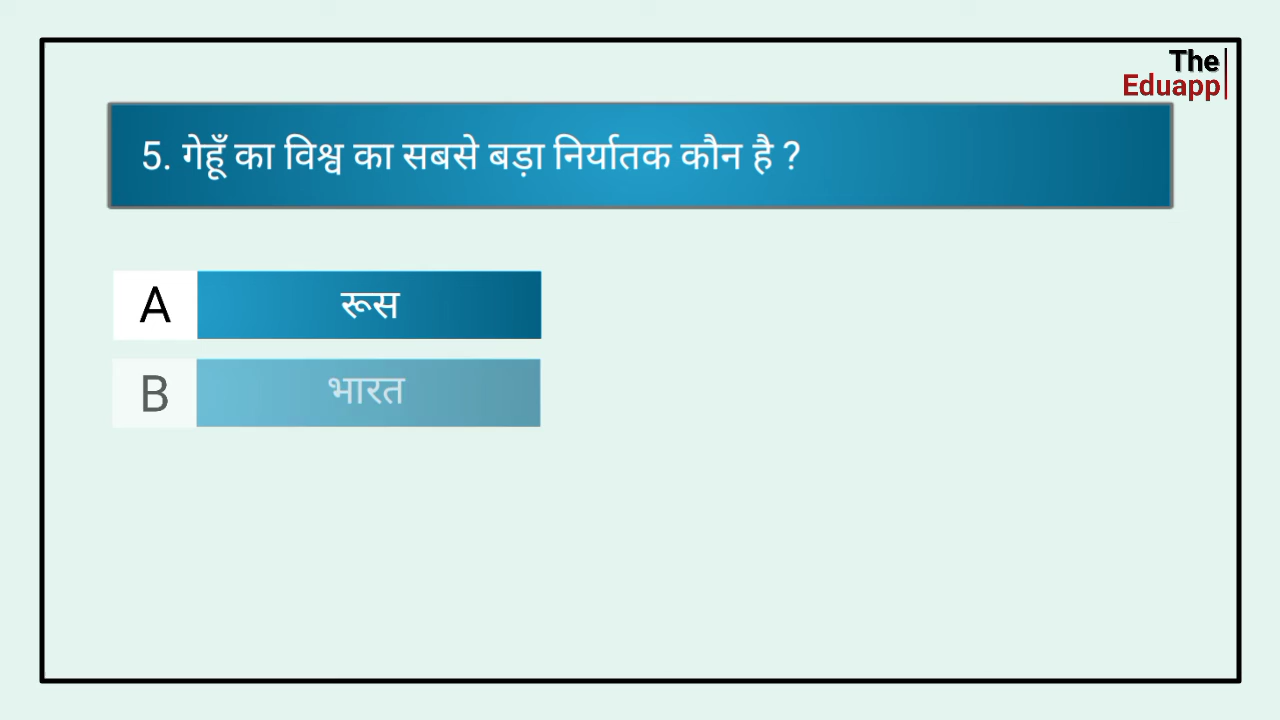 The
Eduapp
5. गेहूँ का विश्व का सबसे बड़ा निर्यातक कौन है ?
A रूस
B भारत